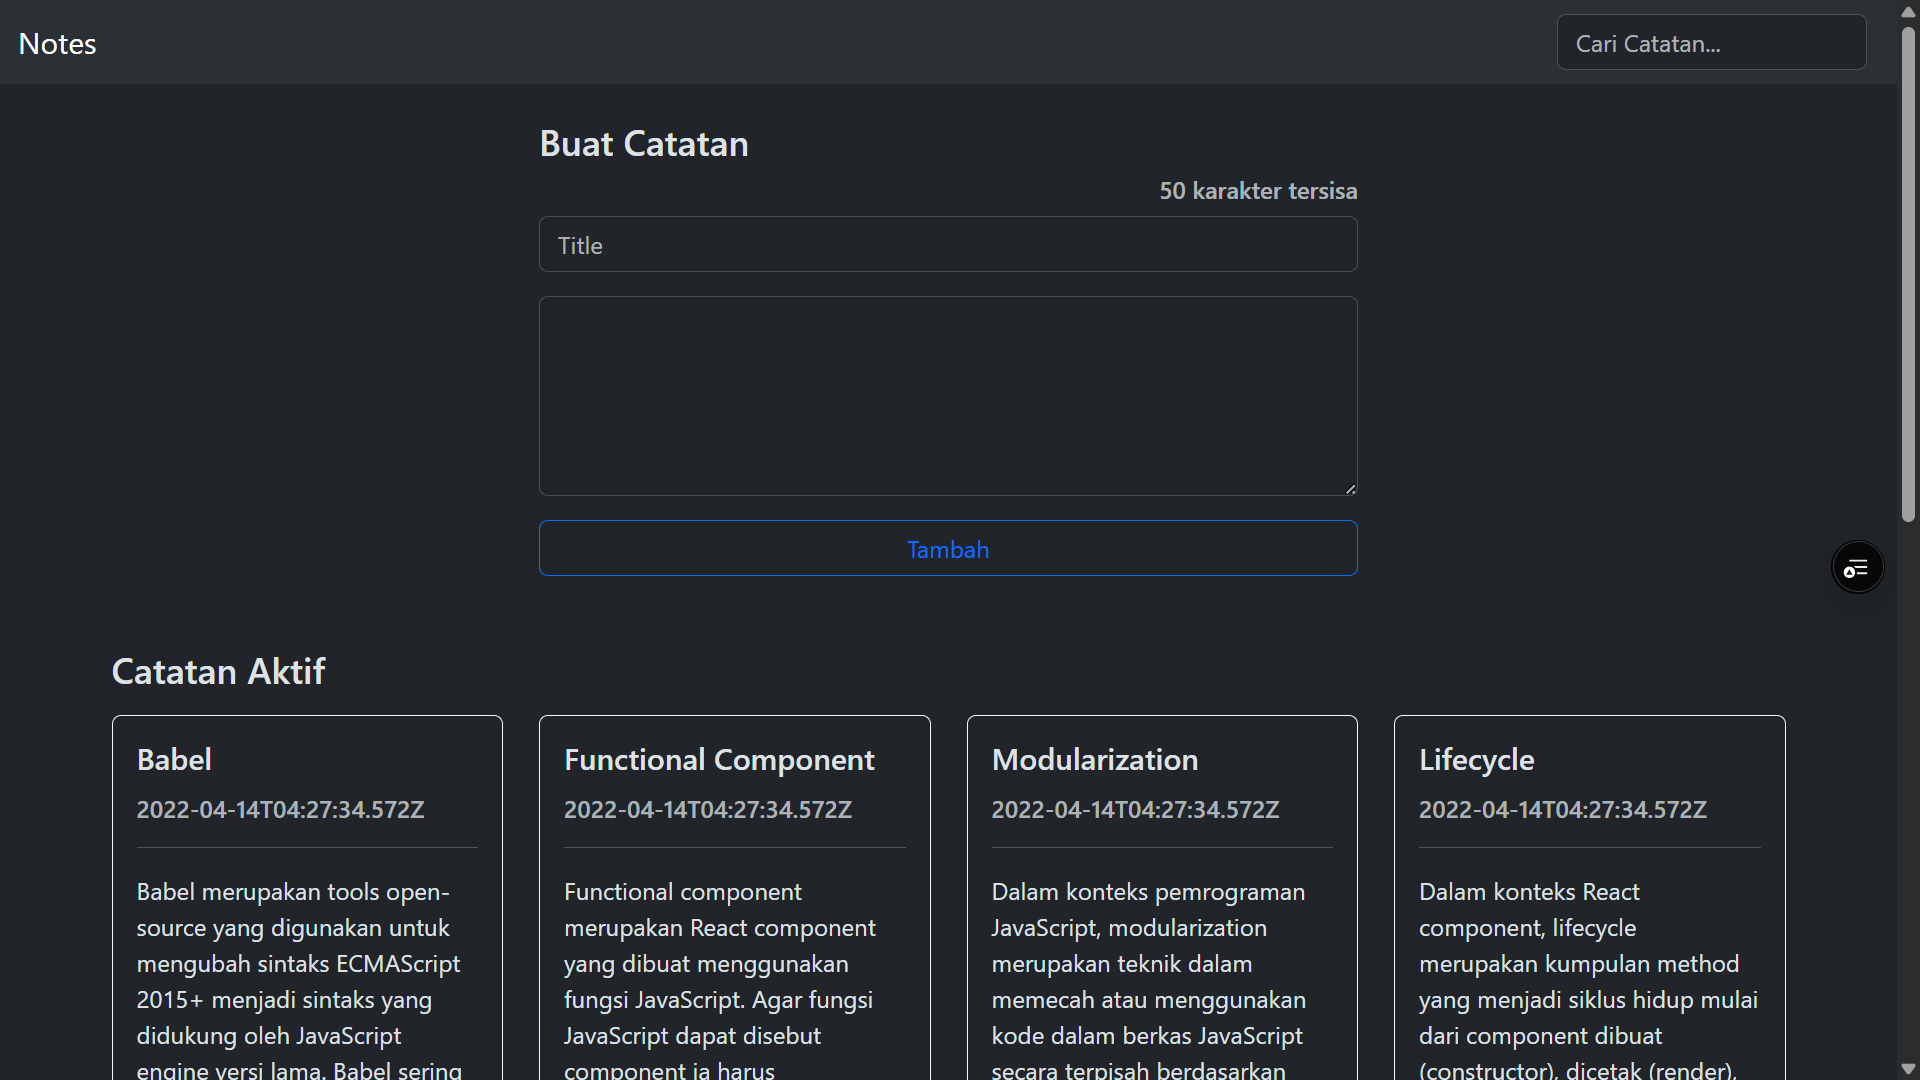 Notes
Cari Catatan...
Buat Catatan
50 karakter tersisa
Title
Tambah
Catatan Aktif
Babel
2022-04-14T04:27:34.572Z
Babel merupakan tools open-
source yang digunakan untuk
mengubah sintaks ECMAScript
2015+ menjadi sintaks yang
didukung oleh JavaScript
engine versi lama. Babel sering
Functional Component
2022-04-14T04:27:34.572Z
Functional component
merupakan React component
yang dibuat menggunakan
fungsi JavaScript. Agar fungsi
JavaScript dapat disebut
component ia harus
Modularization
2022-04-14T04:27:34.572Z
Dalam konteks pemrograman
JavaScript, modularization
merupakan teknik dalam
memecah atau menggunakan
kode dalam berkas JavaScript
secara terpisah berdasarkan
Lifecycle
2022-04-14T04:27:34.572Z
Dalam konteks React
component, lifecycle
merupakan kumpulan method
yang menjadi siklus hidup mulai
dari component dibuat
(constructor), dicetak (render),